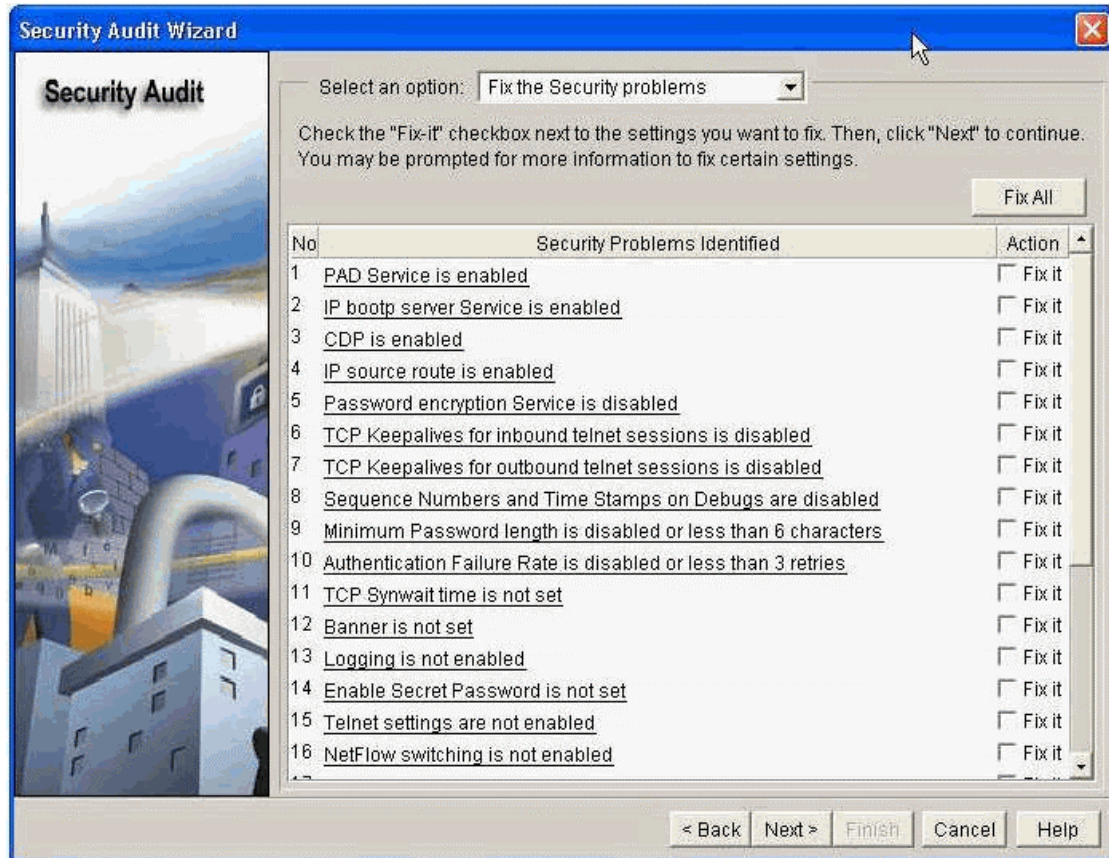 Security Audit Wizard
Security Audit
Select an option: Fix the Security problems
Check the "Fix-it" checkbox next to the settings you want to fix. Then, click "Next" to continue.
You may be prompted for more information to fix certain settings.
Fix All
No Security Problems Identified Action
1 PAD Service is enabled Fix it
2 IP bootp server Service is enabled Fix it
3 CDP is enabled Fix it
4 IP source route is enabled Fix it
5 Password encryption Service is disabled Fix it
6 TCP Keepalives for inbound telnet sessions is disabled Fix it
7 TCP Keepalives for outbound telnet sessions is disabled Fix it
8 Sequence Numbers and Time Stamps on Debugs are disabled Fix it
9 Minimum Password length is disabled or less than 6 characters Fix it
10 Authentication Failure Rate is disabled or less than 3 retries Fix it
11 TCP Synwait time is not set Fix it
12 Banner is not set Fix it
13 Logging is not enabled Fix it
14 Enable Secret Password is not set Fix it
15 Telnet settings are not enabled Fix it
16 NetFlow switching is not enabled Fix it
< Back Next > Finish Cancel Help